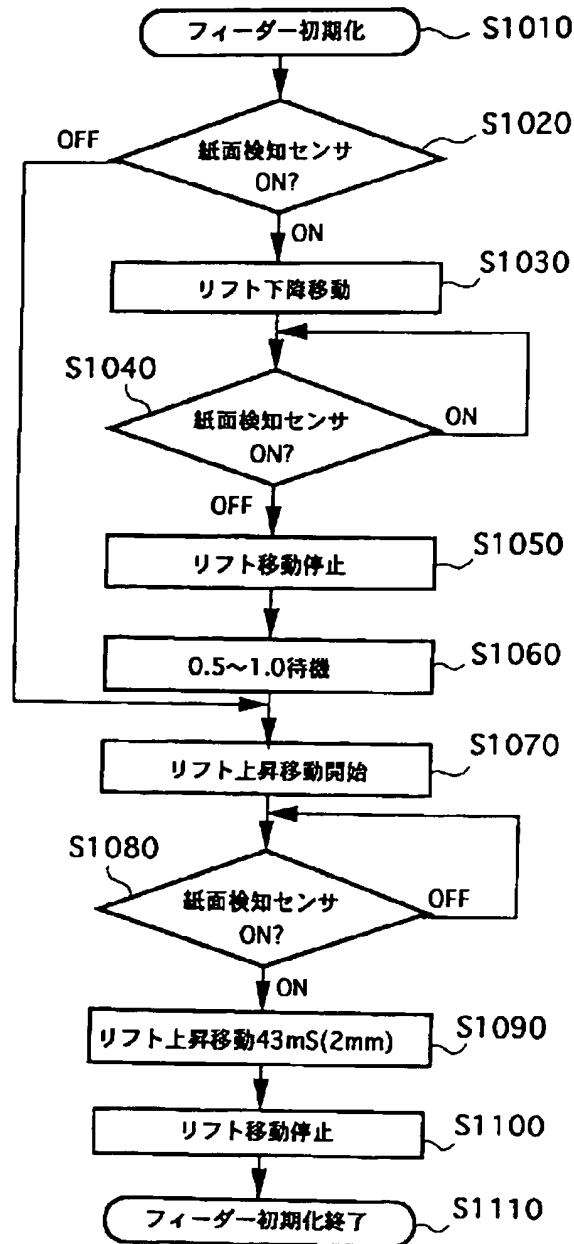 フィーダー初期化
S1010
紙面検知センサ
ON?
S1020
OFF
ON
リフト下降移動
S1030
S1040
紙面検知センサ
ON?
ON
OFF
リフト移動停止
S1050
0.5〜1.0待機
S1060
リフト上昇移動開始
S1070
S1080
紙面検知センサ
ON?
OFF
ON
リフト上昇移動43mS(2mm)
S1090
リフト移動停止
S1100
フィーダー初期化終了
S1110